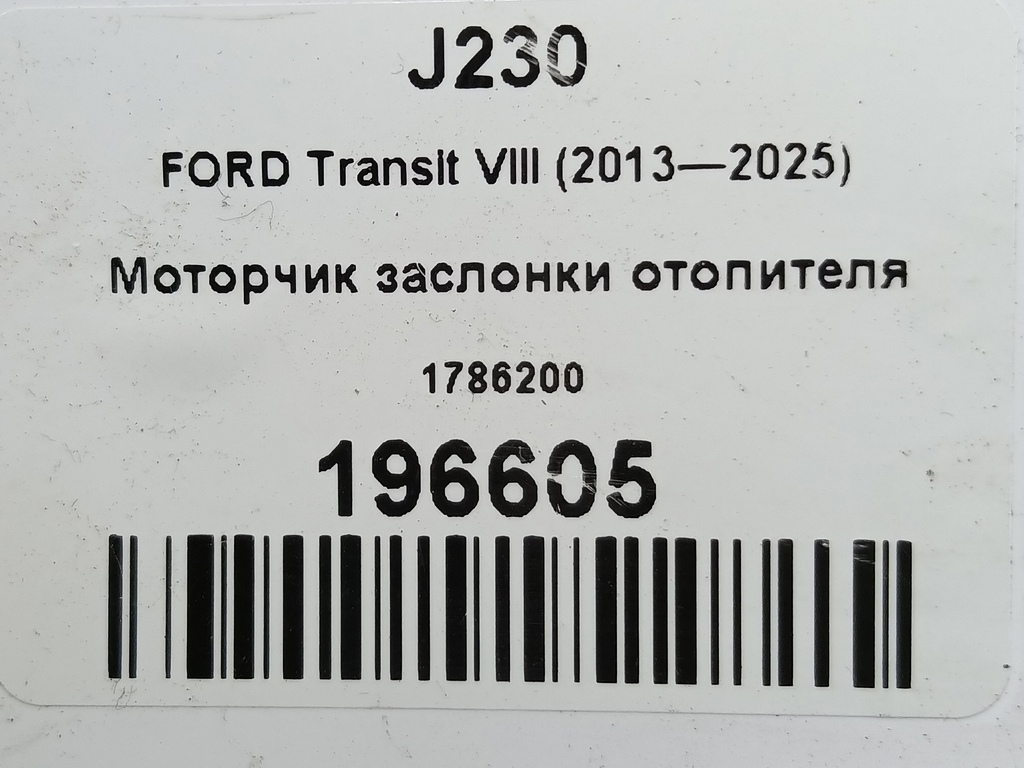 J230
FORD Transit VIII (2013—2025)
Моторчик заслонки отопителя
1786200
196605